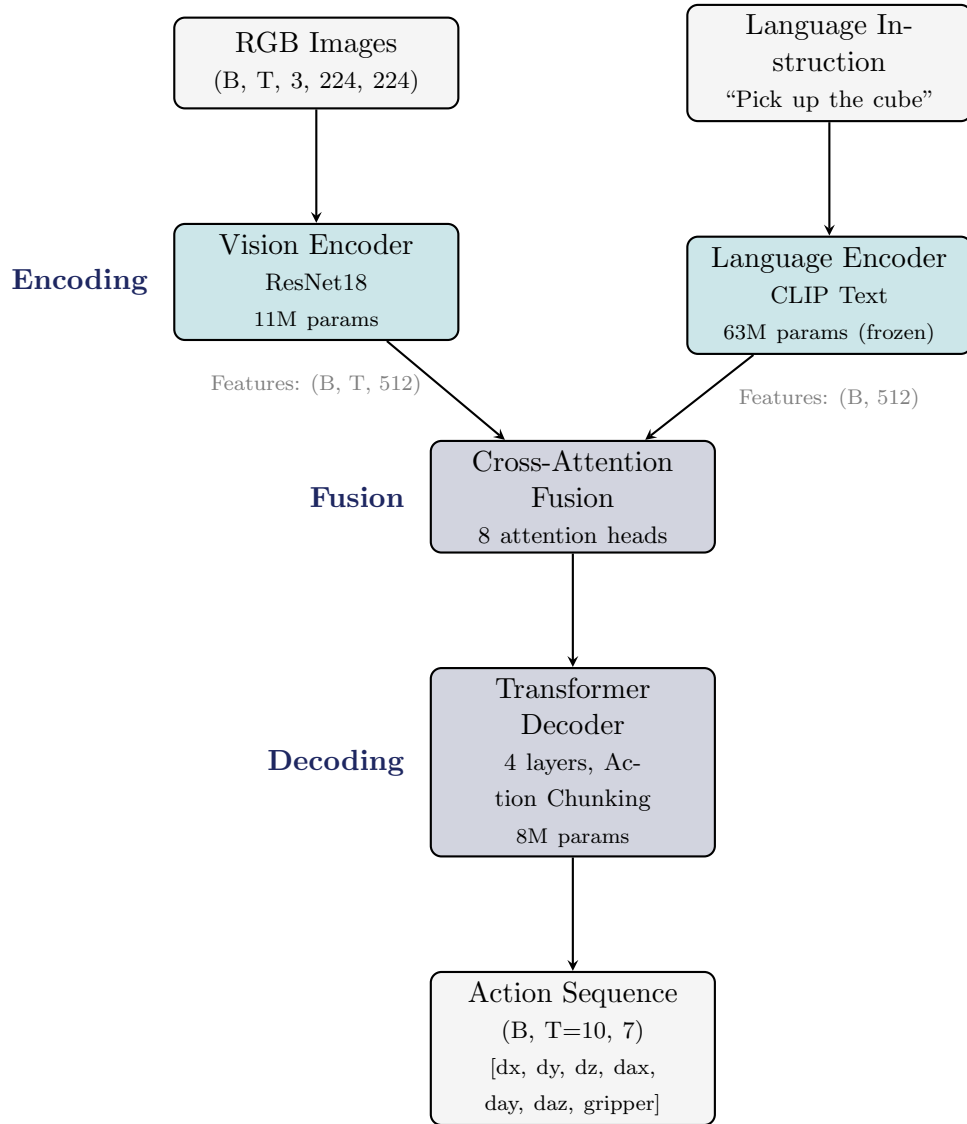 RGB Images
(B, T, 3, 224, 224)
Language In-
struction
“Pick up the cube”
Encoding
Vision Encoder
ResNet18
11M params
Language Encoder
CLIP Text
63M params (frozen)
Features: (B, T, 512)
Features: (B, 512)
Fusion
Cross-Attention
Fusion
8 attention heads
Decoding
Transformer
Decoder
4 layers, Ac-
tion Chunking
8M params
Action Sequence
(B, T=10, 7)
[dx, dy, dz, dax,
day, daz, gripper]